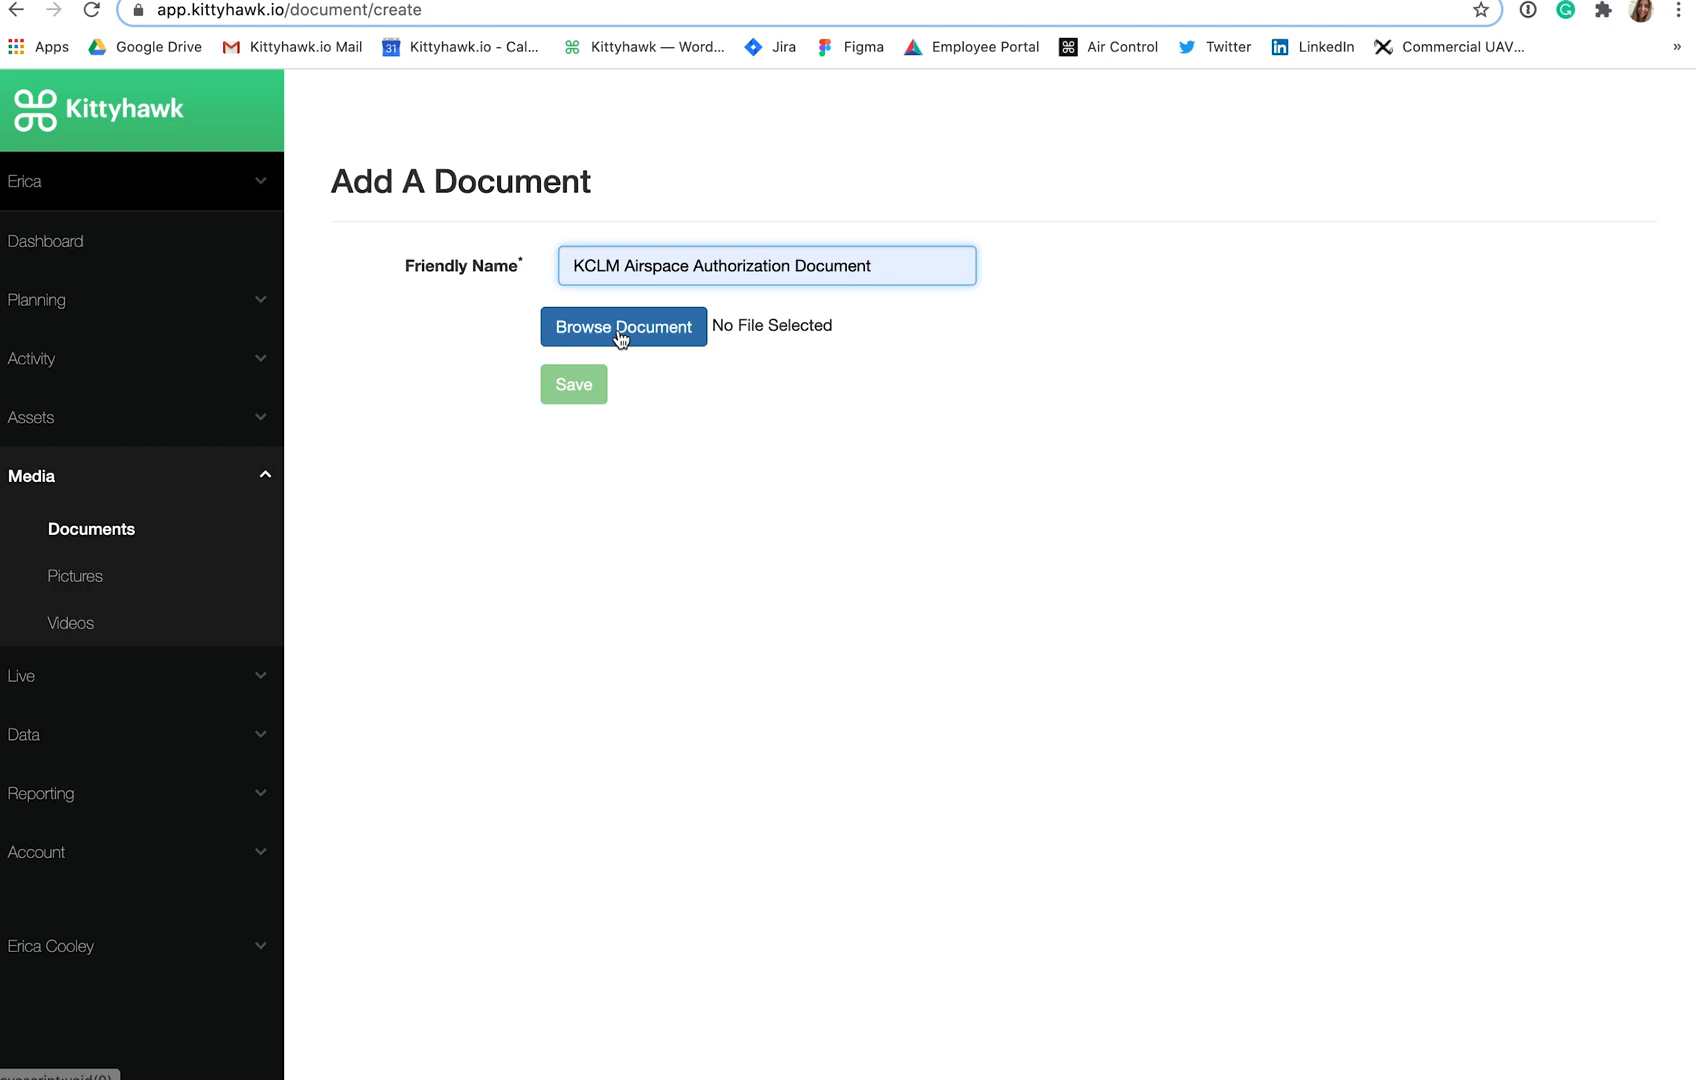 app.kittyhawk.io/document/create
Apps Google Drive Kittyhawk.io Mail 31 Kittyhawk.io - Cal... Kittyhawk — Word... Jira Figma Employee Portal Air Control Twitter LinkedIn Commercial UAV... »
Kittyhawk
Erica
Dashboard
Planning
Activity
Assets
Media
Documents
Pictures
Videos
Live
Data
Reporting
Account
Erica Cooley
Add A Document
Friendly Name* KCLM Airspace Authorization Document
Browse Document No File Selected
Save